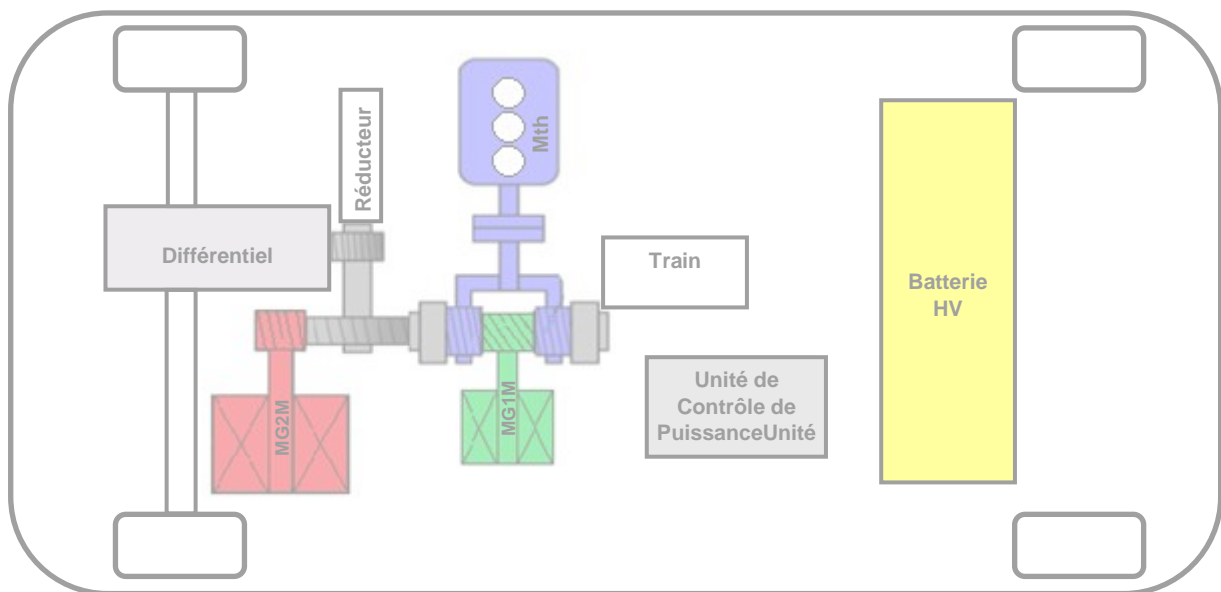 Réducteur
Mth
Différentiel
Train
Batterie
HV
MG2M
MG1M
Unité de
Contrôle de
PuissanceUnité